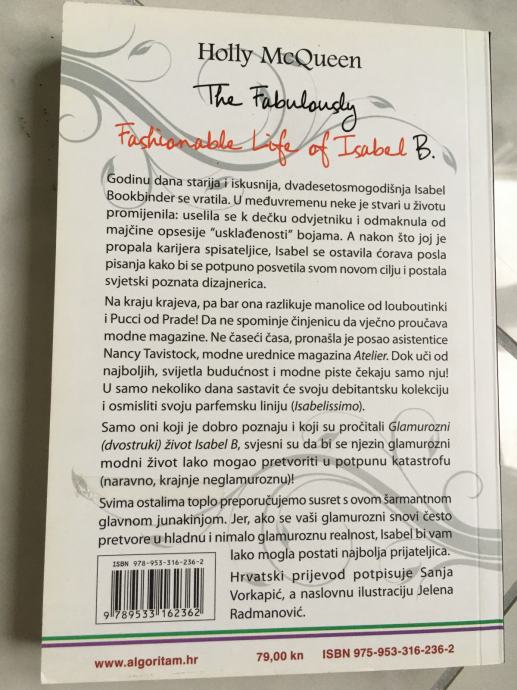 Holly McQueen
The Fabulously
Fashionable Life of Isabel B.
Godinu dana starija i iskusnija, dvadesetosmogodišnja Isabel
Bookbinder se vratila. U međuvremenu neke je stvari u životu
promijenila: uselila se k dečku odvjetniku i odmaknula od
majčine opsesije "usklađenosti" bojama. A nakon što joj je
propala karijera spisateljice, Isabel se ostavila ćorava posla
pisanja kako bi se potpuno posvetila svom novom cilju i postala
svjetski poznata dizajnerica.
Na kraju krajeva, pa bar ona razlikuje manolice od louboutinki
i Pucci od Prade! Da ne spominje činjenicu da vječno proučava
modne magazine. Ne časeći časa, pronašla je posao asistentice
Nancy Tavistock, modne urednice magazina Atelier. Dok uči od
najboljih, svijetla budućnost i modne piste čekaju samo nju!
U samo nekoliko dana sastavit će svoju debitantsku kolekciju
i osmisliti svoju parfemsku liniju (Isabelissimo).
Samo oni koji je dobro poznaju i koji su pročitali Glamurozni
(dvostruki) život Isabel B, svjesni su da bi se njezin glamurozni
modni život lako mogao pretvoriti u potpunu katastrofu
(naravno, krajnje neglamuroznu)!
Svima ostalima toplo preporučujemo susret s ovom šarmantnom
glavnom junakinjom. Jer, ako se vaši glamurozni snovi često
pretvore u hladnu i nimalo glamuroznu realnost, Isabel bi vam
lako mogla postati najbolja prijateljica.
Hrvatski prijevod potpisuje Sanja
Vorkapić, a naslovnu ilustraciju Jelena
Radmanović.
ISBN 978-953-316-236-2
9 789533 162362
www.algoritam.hr 79,00 kn ISBN 975-953-316-236-2